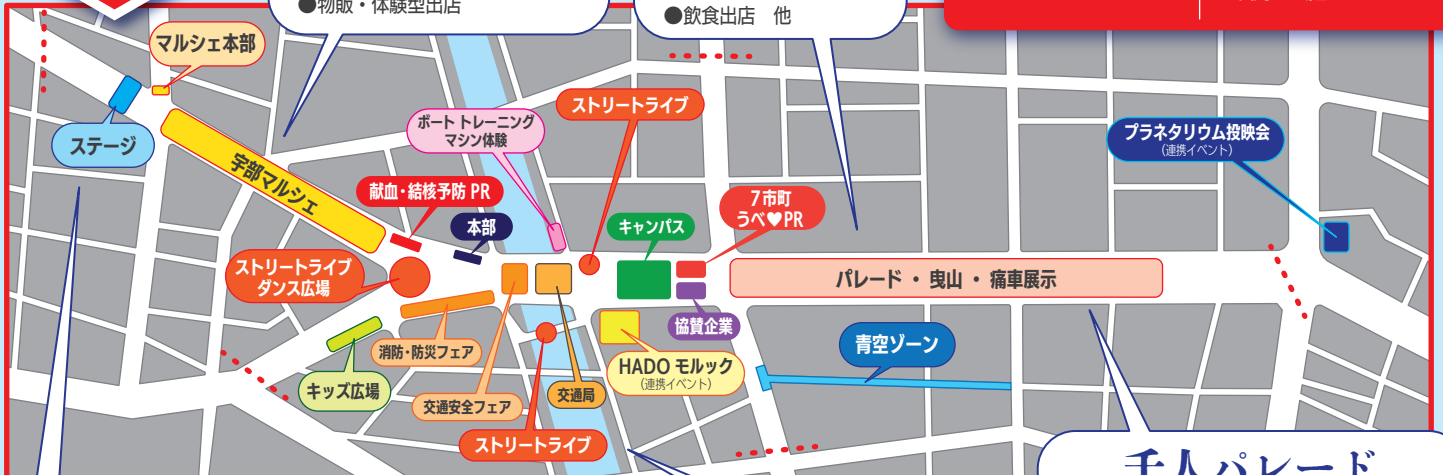 ●物販・体験型出店
●飲食出店 他
マルシェ本部
ステージ
宇部マルシェ
ボート トレーニング
マシン体験
ストリートライブ
プラネタリウム投映会
(連携イベント)
献血・結核予防 PR
本部
キャンパス
7市町
うべ♥PR
ストリートライブ
ダンス広場
パレード ・ 曳山 ・ 痛車展示
協賛企業
消防・防災フェア
キッズ広場
交通安全フェア
交通局
HADO モルック
(連携イベント)
青空ゾーン
ストリートライブ
千人パレード